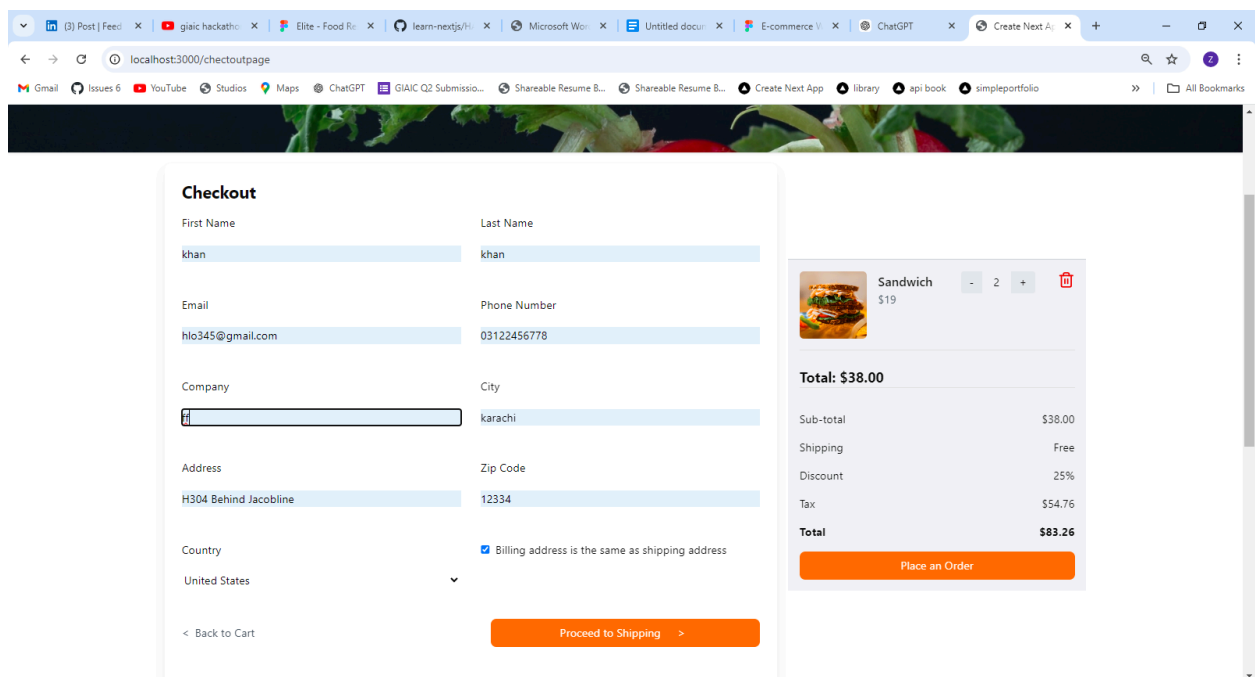 (3) Post | Feed
giaic hackatho
Elite - Food Re
learn-nextjs/H
Microsoft Wor
Untitled docum
E-commerce W
ChatGPT
Create Next Ap
localhost:3000/chectoutpage
Z
Gmail
Issues 6
YouTube
Studios
Maps
ChatGPT
GIAIC Q2 Submissio...
Shareable Resume B...
Shareable Resume B...
Create Next App
library
api book
simpleportfolio
All Bookmarks
Checkout
First Name
Last Name
khan
khan
Email
Phone Number
hlo345@gmail.com
03122456778
Company
City
ff
karachi
Address
Zip Code
H304 Behind Jacobline
12334
Country
Billing address is the same as shipping address
United States
< Back to Cart
Proceed to Shipping >
Sandwich
- 2 +
$19
Total: $38.00
Sub-total $38.00
Shipping Free
Discount 25%
Tax $54.76
Total $83.26
Place an Order